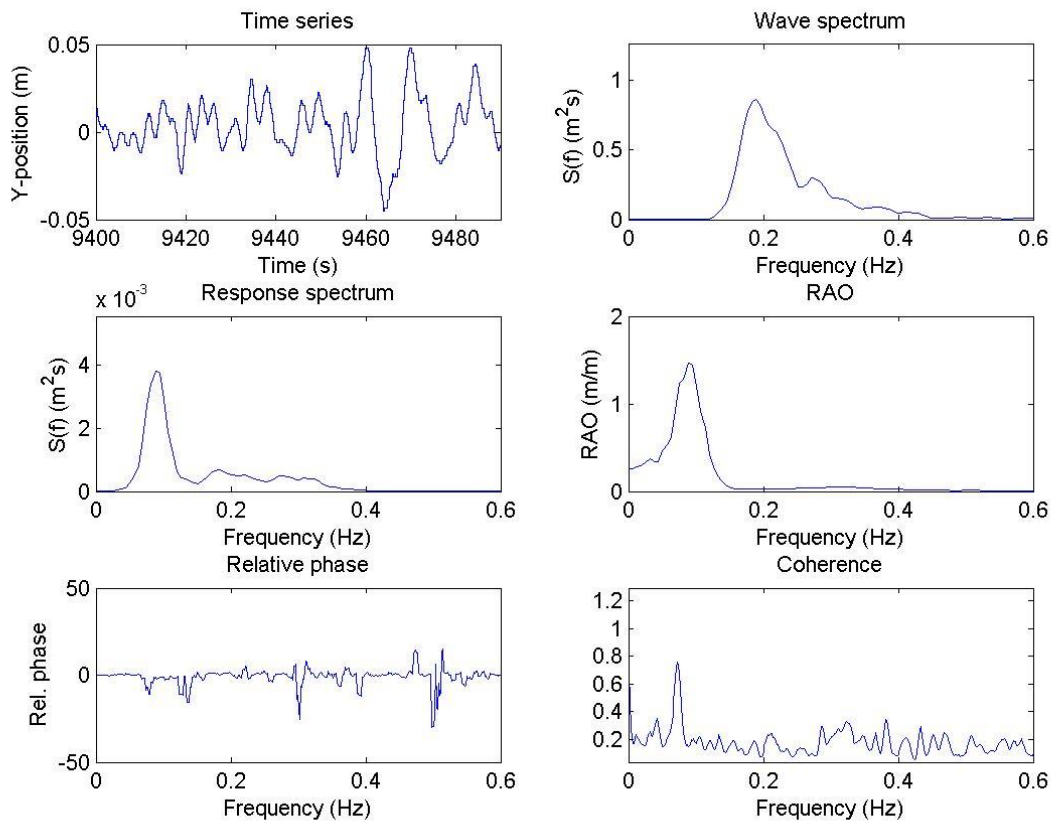 Time series
0.05
0
-0.05
Y-position (m)
9400 9420 9440 9460 9480
Time (s)
Wave spectrum
1
0.5
0
S(f) (m²s)
0 0.2 0.4 0.6
Frequency (Hz)
x 10⁻³
Response spectrum
4
2
0
S(f) (m²s)
0 0.2 0.4 0.6
Frequency (Hz)
RAO
2
1
0
RAO (m/m)
0 0.2 0.4 0.6
Frequency (Hz)
Relative phase
50
0
-50
Rel. phase
0 0.2 0.4 0.6
Frequency (Hz)
Coherence
1.2
1
0.8
0.6
0.4
0.2
0 0.2 0.4 0.6
Frequency (Hz)